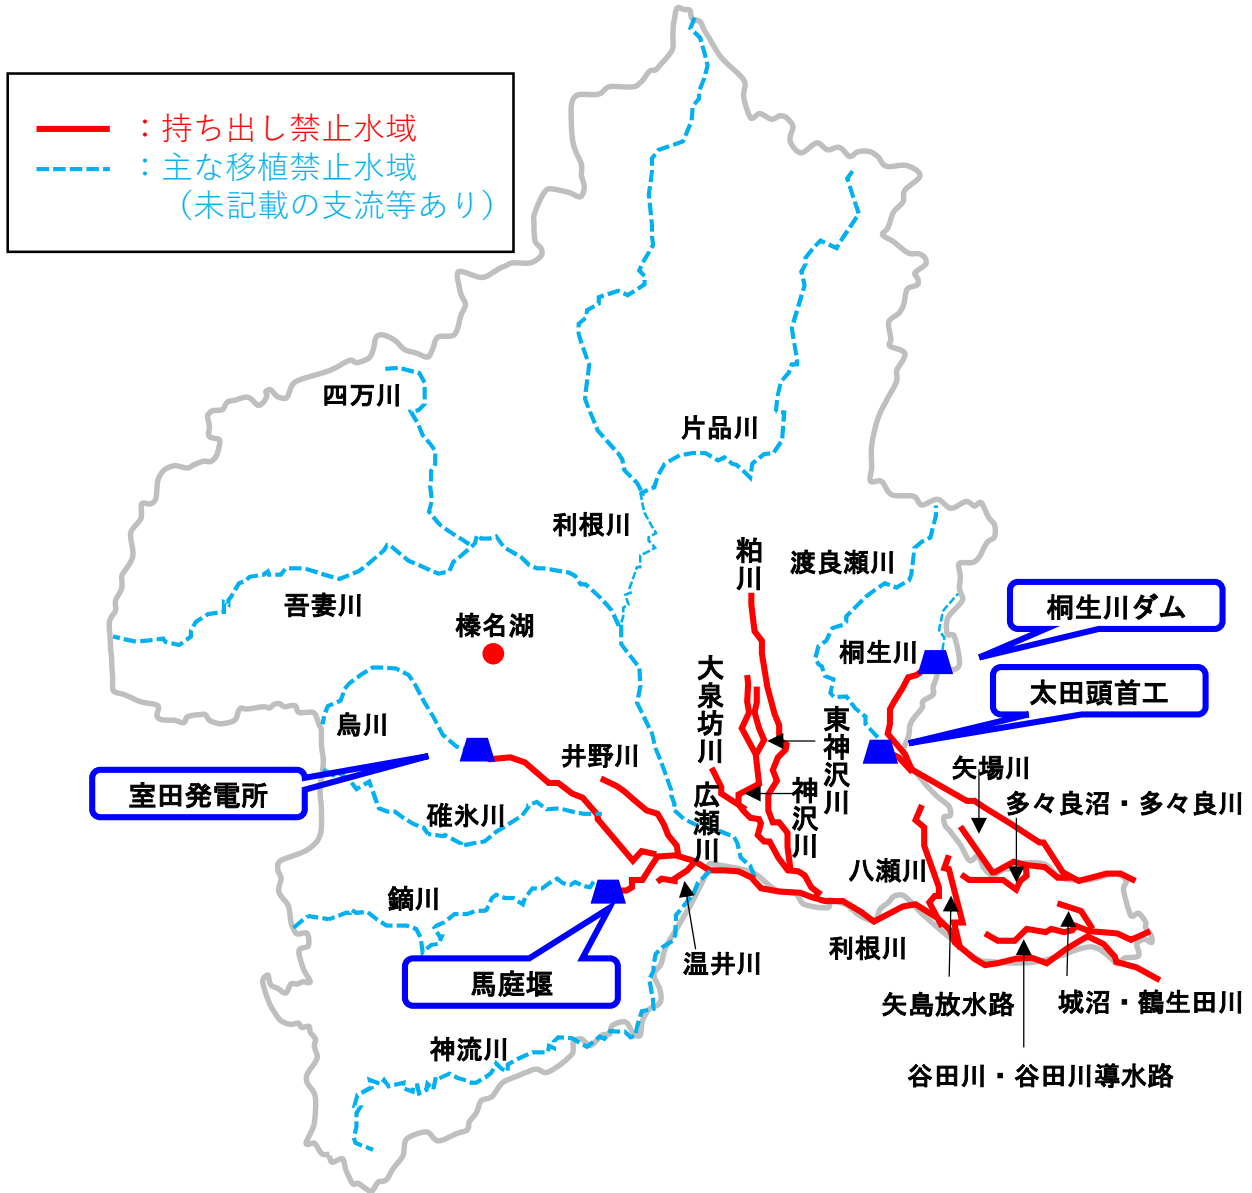 ：持ち出し禁止水域
：主な移植禁止水域
（未記載の支流等あり）
四万川
片品川
利根川
粕川
渡良瀬川
吾妻川
榛名湖
桐生川ダム
桐生川
大泉坊川
太田頭首工
烏川
井野川
東神沢川
矢場川
室田発電所
碓氷川
広瀬川
神沢川
多々良沼・多々良川
八瀬川
鏑川
利根川
温井川
馬庭堰
矢島放水路
城沼・鶴生田川
神流川
谷田川・谷田川導水路